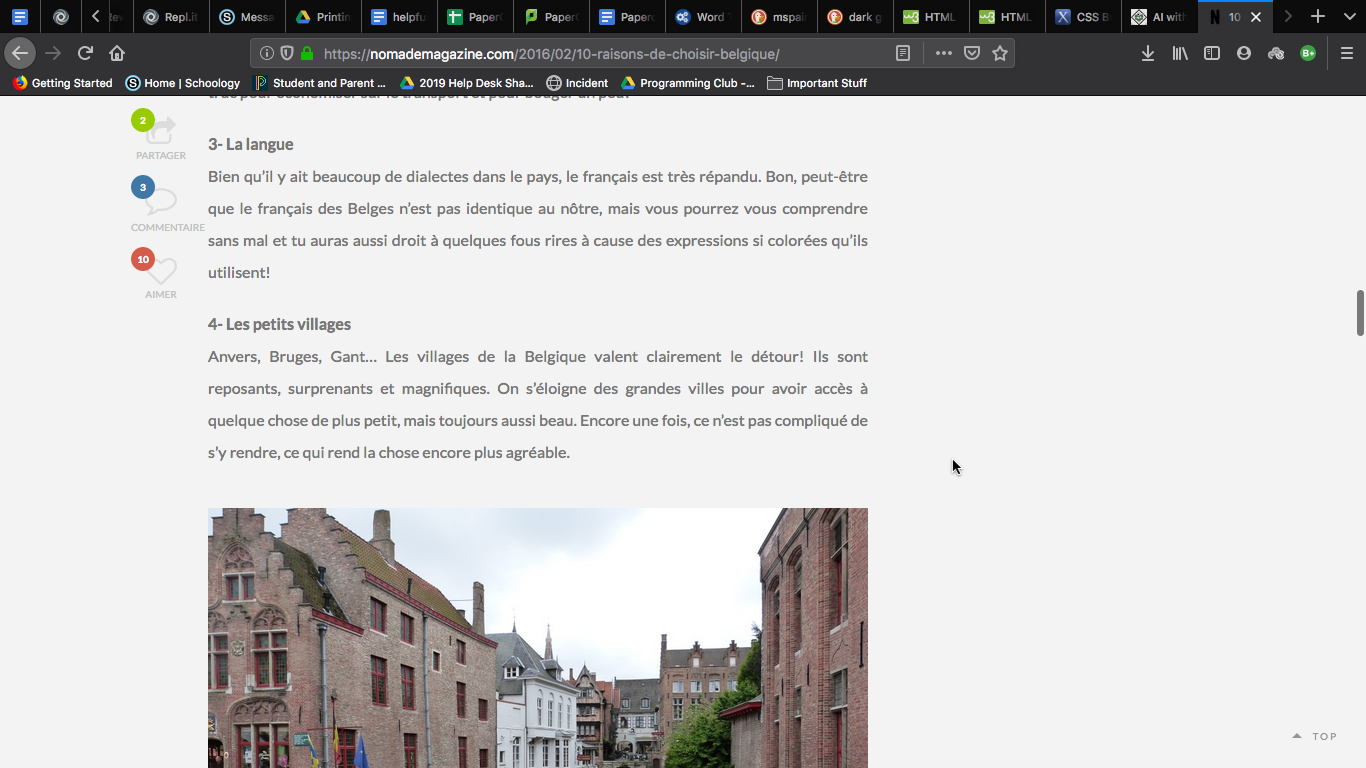 Repl.it
Messa
Printin
helpfu
Paper
Paper
Paperc
Word
mspai
dark g
HTML
HTML
CSS B
AI with
10
https://nomademagazine.com/2016/02/10-raisons-de-choisir-belgique/
B+
Getting Started
Home | Schoology
Student and Parent ...
2019 Help Desk Sha...
Incident
Programming Club -...
Important Stuff
2
PARTAGER
3
COMMENTAIRE
10
AIMER
3- La langue
Bien qu’il y ait beaucoup de dialectes dans le pays, le français est très répandu. Bon, peut-être
que le français des Belges n’est pas identique au nôtre, mais vous pourrez vous comprendre
sans mal et tu auras aussi droit à quelques fous rires à cause des expressions si colorées qu’ils
utilisent!
4- Les petits villages
Anvers, Bruges, Gant… Les villages de la Belgique valent clairement le détour! Ils sont
reposants, surprenants et magnifiques. On s’éloigne des grandes villes pour avoir accès à
quelque chose de plus petit, mais toujours aussi beau. Encore une fois, ce n’est pas compliqué de
s’y rendre, ce qui rend la chose encore plus agréable.
TOP